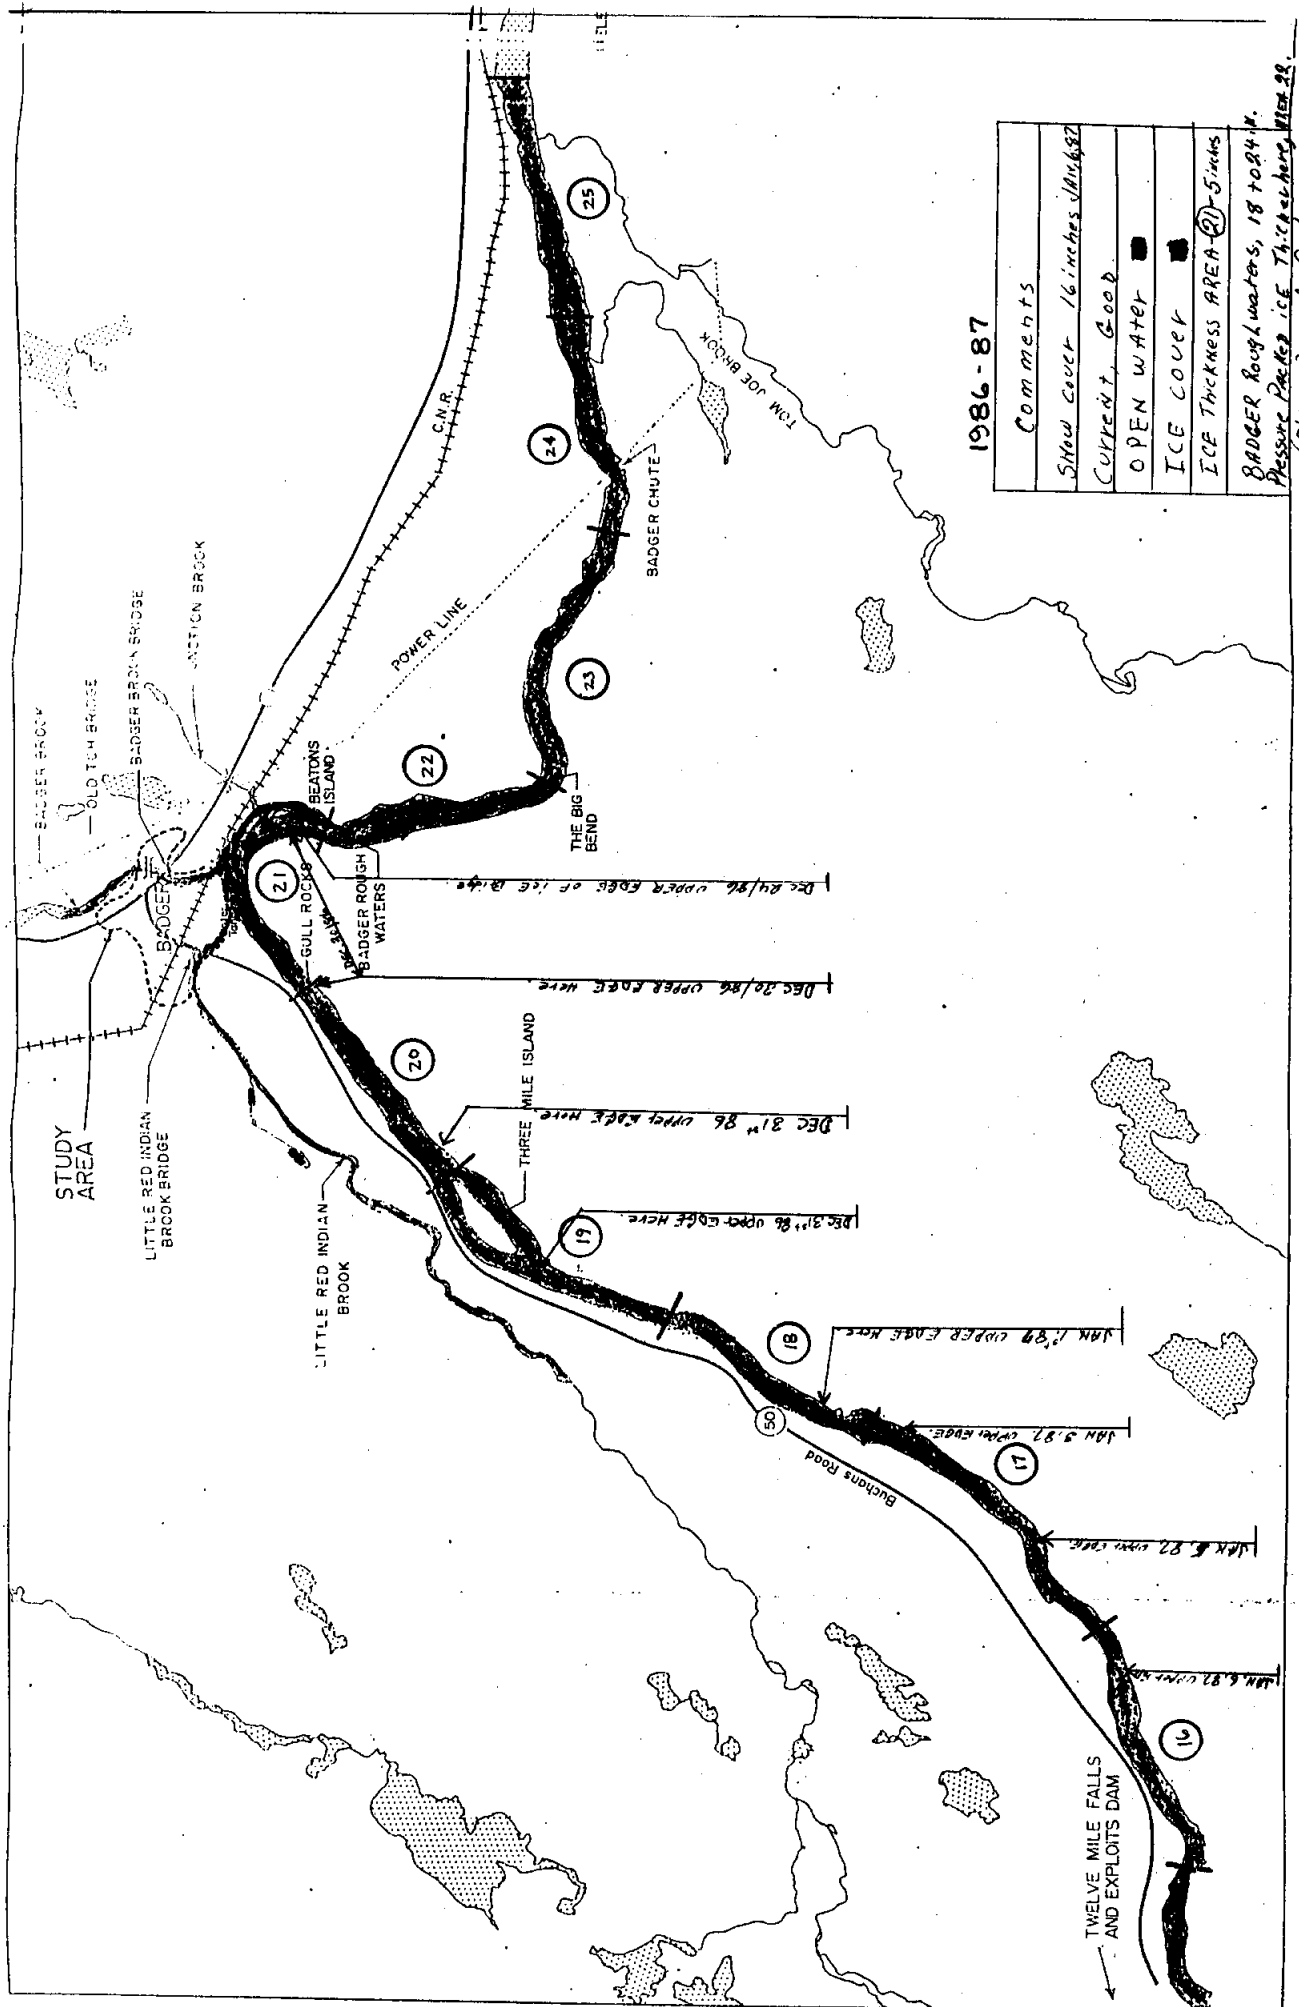 BADGER BROOK
OLD TCH BRIDGE
BADGER BROOK BRIDGE
BADGER
STUDY
AREA
LITTLE RED INDIAN
BROOK BRIDGE
LITTLE RED INDIAN
BROOK
C.N.R.
POWER LINE
BEATONS
ISLAND
GULL ROCKS
BADGER ROUGH
WATERS
THE BIG
BEND
BADGER CHUTE
TOM JOE BROOK
THREE MILE ISLAND
Buchans Road
50
TWELVE MILE FALLS
AND EXPLOITS DAM
16
17
18
19
20
21
22
23
24
25
DEC 24/86 UPPER EDGE OF ICE Bridge.
DEC 30/86 UPPER EDGE Here.
DEC 31st 86 UPPER EDGE Here.
DEC 31st 86 UPPER EDGE Here.
JAN 1st 87 UPPER EDGE Here
JAN 3, 87 UPPER EDGE.
JAN 5, 87 UPPER EDGE
JAN 6, 87 UPPER
1986-87
Comments
SNOW COVER 16 inches JAN, 6, 87
CURRENT, GOOD
OPEN WATER
ICE COVER
ICE THICKNESS AREA-21-5 inches
BADGER Rough waters, 18 TO 24 in.
Pressure Packed ICE Thicker here, AREA 22.